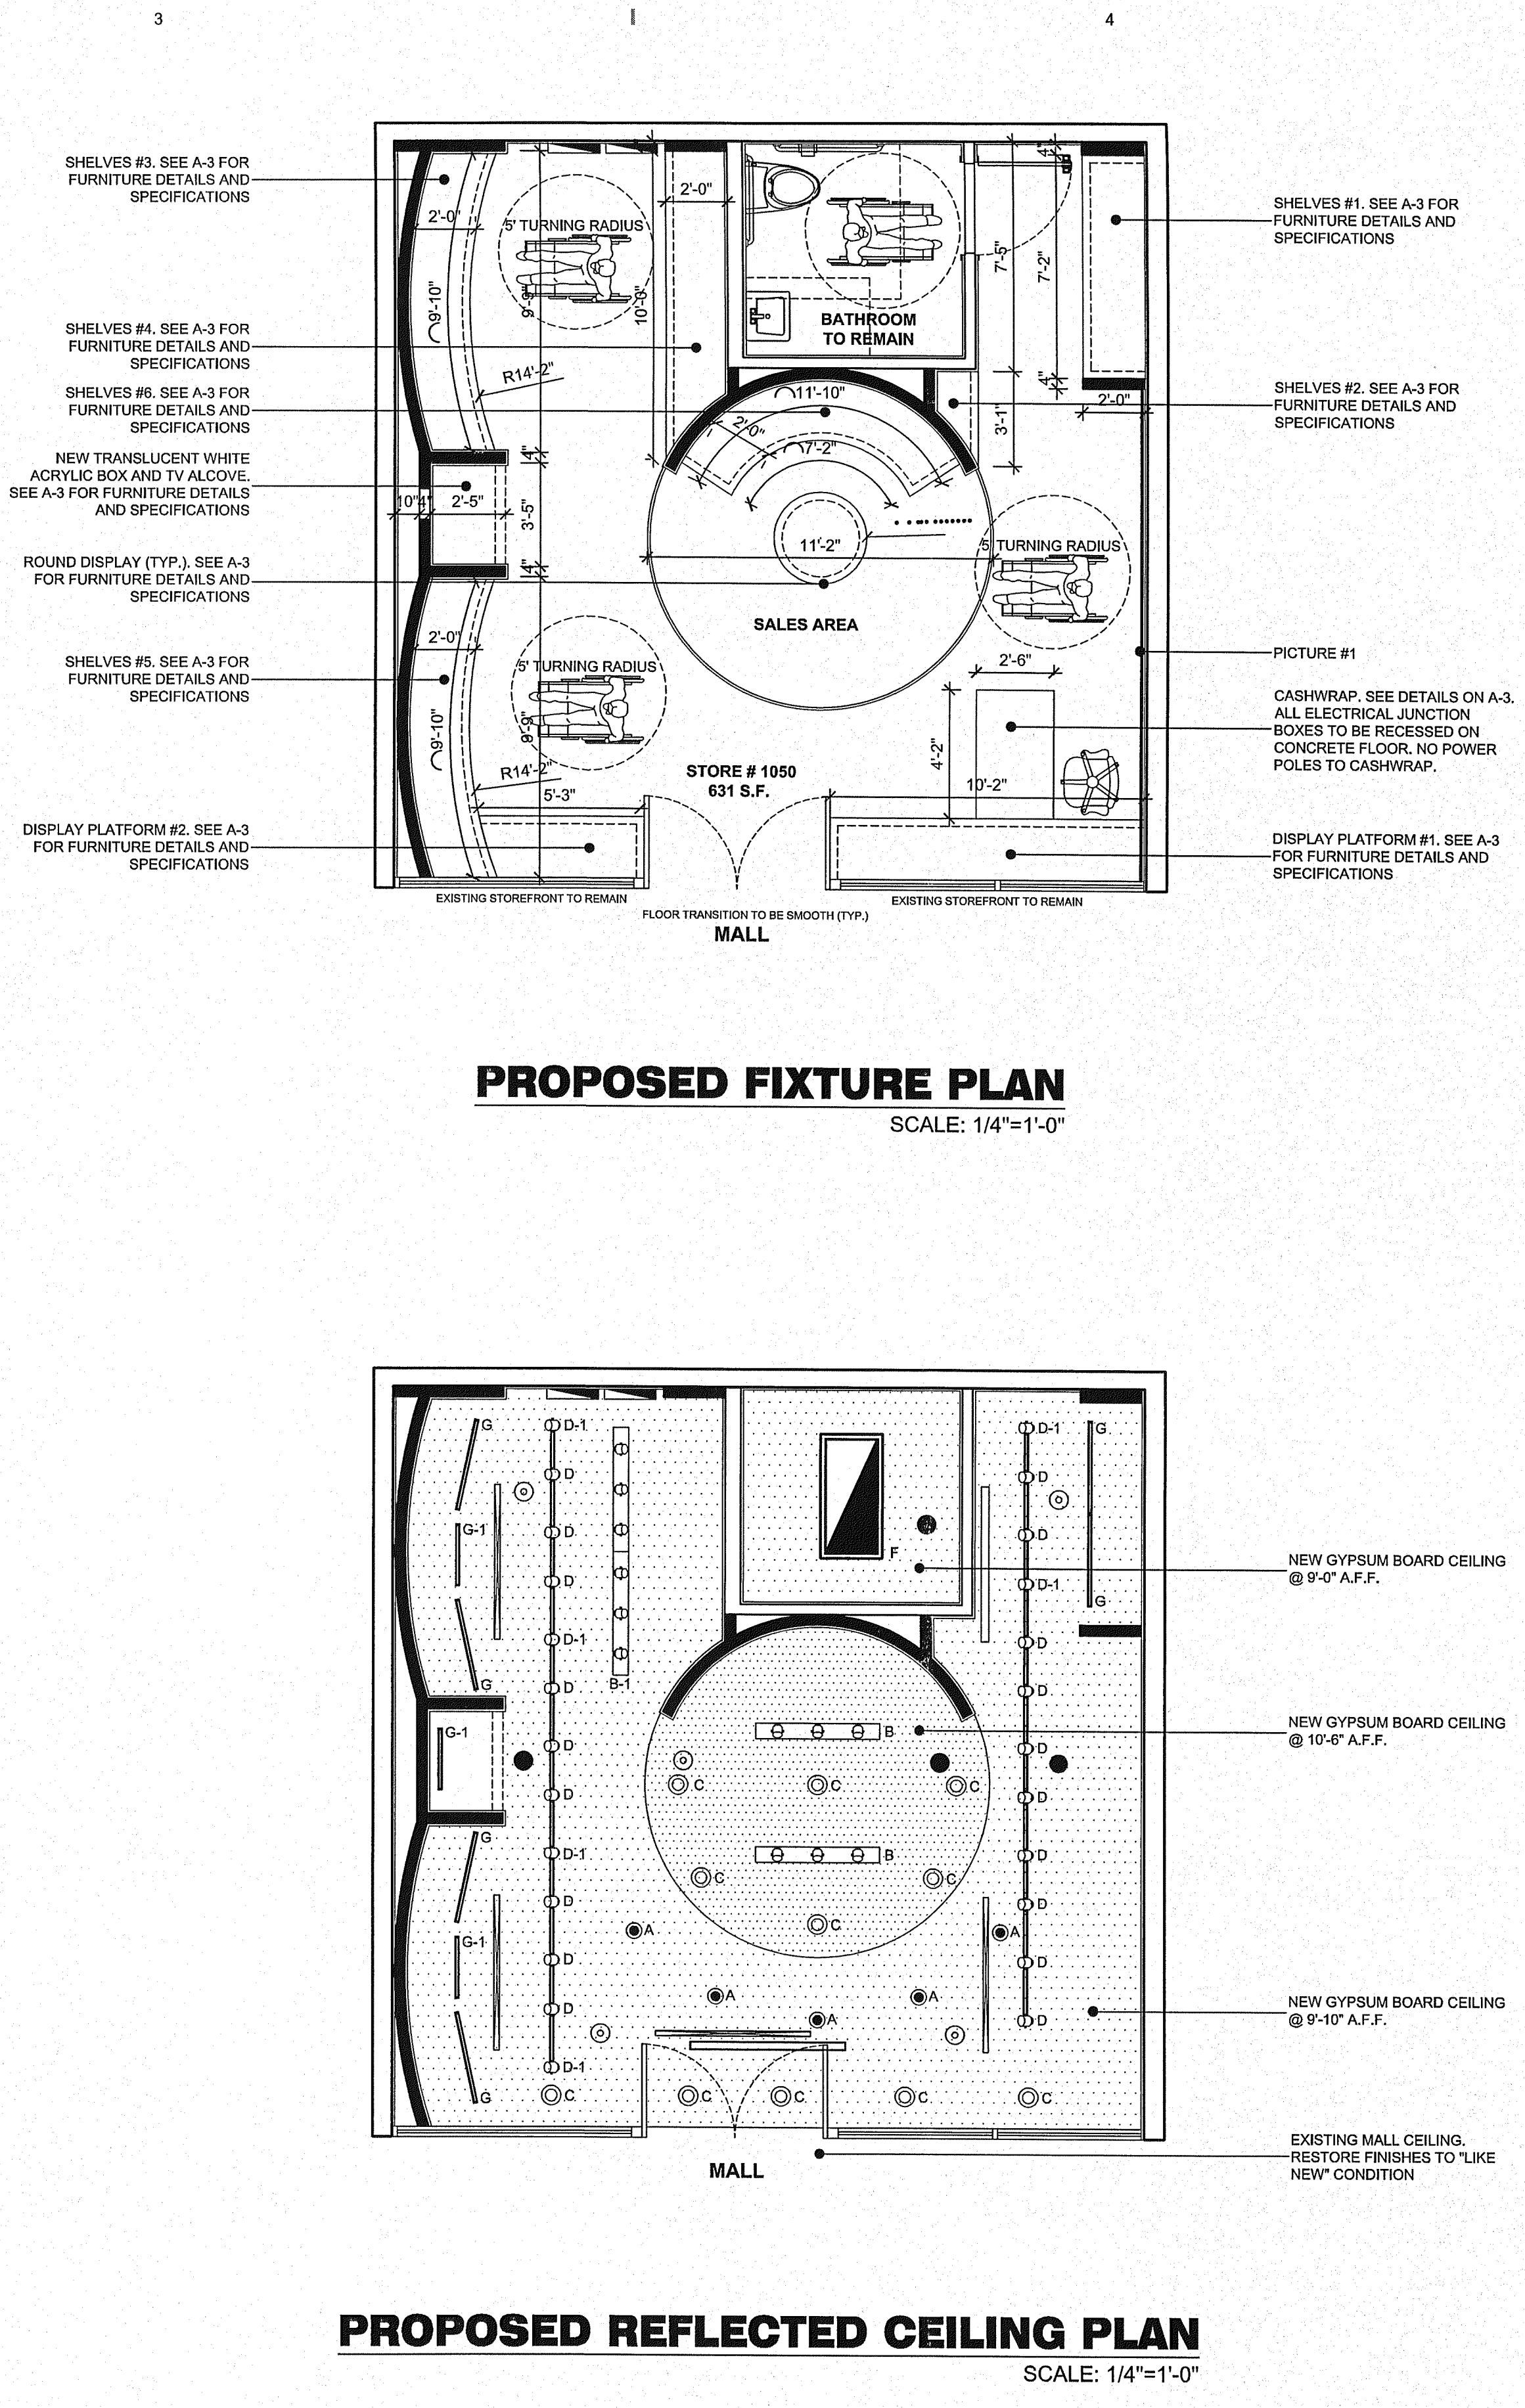 3
4
SHELVES #3. SEE A-3 FOR
FURNITURE DETAILS AND
SPECIFICATIONS
SHELVES #4. SEE A-3 FOR
FURNITURE DETAILS AND
SPECIFICATIONS
SHELVES #6. SEE A-3 FOR
FURNITURE DETAILS AND
SPECIFICATIONS
NEW TRANSLUCENT WHITE
ACRYLIC BOX AND TV ALCOVE.
SEE A-3 FOR FURNITURE DETAILS
AND SPECIFICATIONS
ROUND DISPLAY (TYP.). SEE A-3
FOR FURNITURE DETAILS AND
SPECIFICATIONS
SHELVES #5. SEE A-3 FOR
FURNITURE DETAILS AND
SPECIFICATIONS
DISPLAY PLATFORM #2. SEE A-3
FOR FURNITURE DETAILS AND
SPECIFICATIONS
2'-0"
5' TURNING RADIUS
9'-10"
9'-9"
10'-0"
R14'-2"
2'-0"
BATHROOM
TO REMAIN
7'-5"
7'-2"
4"
4"
2'-0"
3'-1"
11'-10"
2'-0"
7'-2"
11'-2"
4"
10"
4"
2'-5"
3'-5"
4"
5' TURNING RADIUS
SALES AREA
2'-0"
5' TURNING RADIUS
9'-10"
9'-9"
R14'-2"
5'-3"
STORE # 1050
631 S.F.
2'-6"
4'-2"
10'-2"
EXISTING STOREFRONT TO REMAIN
EXISTING STOREFRONT TO REMAIN
FLOOR TRANSITION TO BE SMOOTH (TYP.)
MALL
SHELVES #1. SEE A-3 FOR
FURNITURE DETAILS AND
SPECIFICATIONS
SHELVES #2. SEE A-3 FOR
FURNITURE DETAILS AND
SPECIFICATIONS
PICTURE #1
CASHWRAP. SEE DETAILS ON A-3.
ALL ELECTRICAL JUNCTION
BOXES TO BE RECESSED ON
CONCRETE FLOOR. NO POWER
POLES TO CASHWRAP.
DISPLAY PLATFORM #1. SEE A-3
FOR FURNITURE DETAILS AND
SPECIFICATIONS
PROPOSED FIXTURE PLAN
SCALE: 1/4"=1'-0"
G
D-1
D-1
G
D
D
G-1
D
D
F
D
D-1
G
D-1
D
G
B-1
D
D
G-1
B
D
D
C
C
C
D
D
G
D-1
B
D
C
C
D
D
C
A
A
G-1
D
D
D
A
A
A
D
D-1
G
C
C
C
C
C
MALL
NEW GYPSUM BOARD CEILING
@ 9'-0" A.F.F.
NEW GYPSUM BOARD CEILING
@ 10'-6" A.F.F.
NEW GYPSUM BOARD CEILING
@ 9'-10" A.F.F.
EXISTING MALL CEILING.
RESTORE FINISHES TO "LIKE
NEW" CONDITION
PROPOSED REFLECTED CEILING PLAN
SCALE: 1/4"=1'-0"